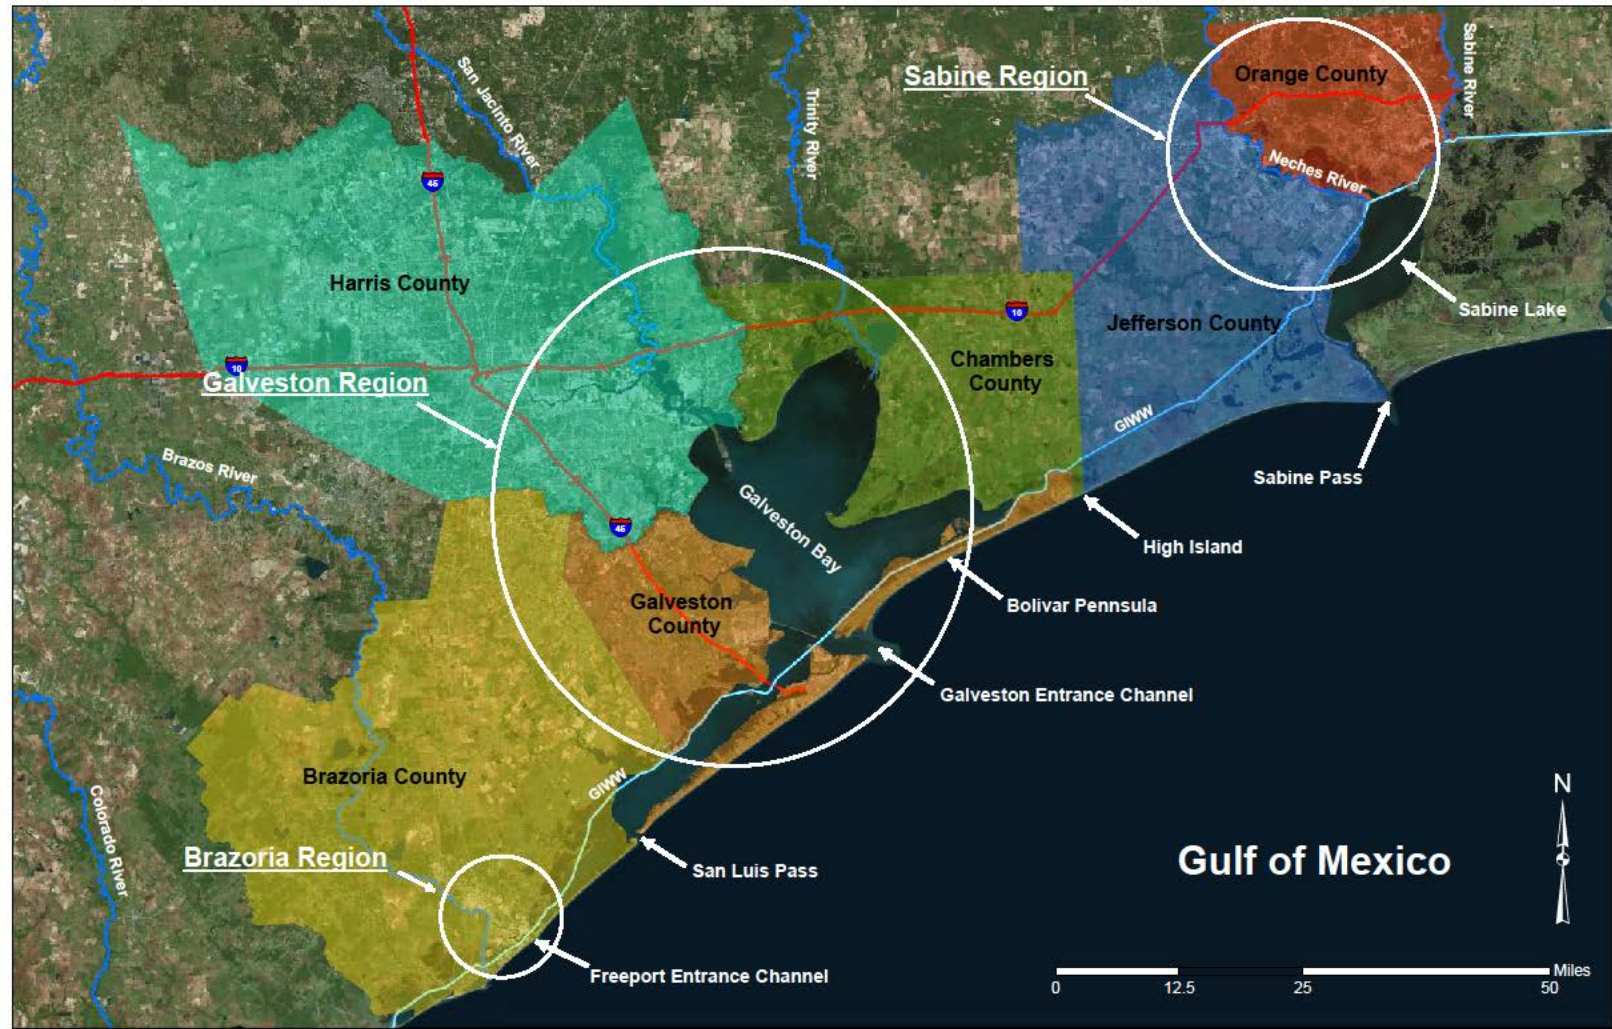 San Jacinto River
Trinity River
Sabine Region
Orange County
Sabine River
45
Neches River
Harris County
Sabine Lake
10
Jefferson County
10
Galveston Region
Chambers
County
GIWW
Brazos River
Sabine Pass
Galveston Bay
45
High Island
Galveston
County
Bolivar Pennsula
Galveston Entrance Channel
Brazoria County
GIWW
N
Colorado River
Brazoria Region
San Luis Pass
Gulf of Mexico
Freeport Entrance Channel
Miles
0 12.5 25 50